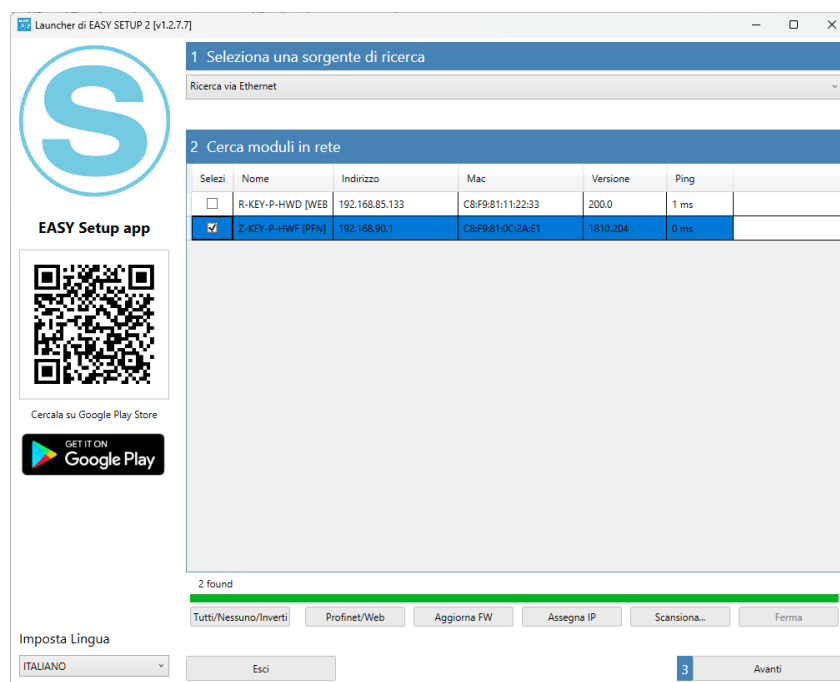 Launcher di EASY SETUP 2 [v1.2.7.7]
1 Seleziona una sorgente di ricerca
Ricerca via Ethernet
2 Cerca moduli in rete
Selezi Nome Indirizzo Mac Versione Ping
R-KEY-P-HWD [WEB 192.168.85.133 C8:F9:81:11:22:33 200.0 1 ms
Z-KEY-P-HWF [PFN] 192.168.90.1 C8:F9:81:0C:2A:E1 1810.204 0 ms
S
EASY Setup app
Cercala su Google Play Store
GET IT ON
Google Play
2 found
Tutti/Nessuno/Inverti Profinet/Web Aggiorna FW Assegna IP Scansiona... Ferma
Imposta Lingua
ITALIANO
Esci 3 Avanti